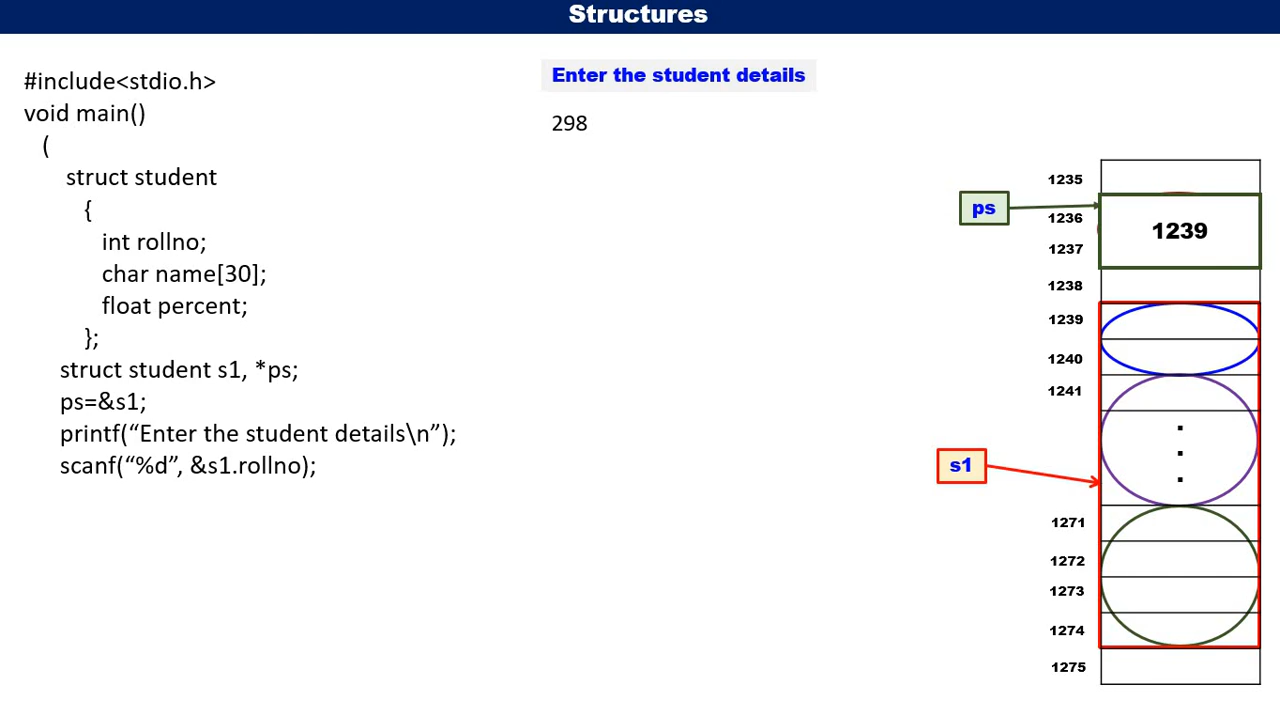 Structures
#include<stdio.h>
void main()
(
struct student
{
int rollno;
char name[30];
float percent;
};
struct student s1, *ps;
ps=&s1;
printf(“Enter the student details\n”);
scanf(“%d”, &s1.rollno);
Enter the student details
298
ps
s1
1235
1236
1237
1239
1238
1239
1240
1241
1271
1272
1273
1274
1275